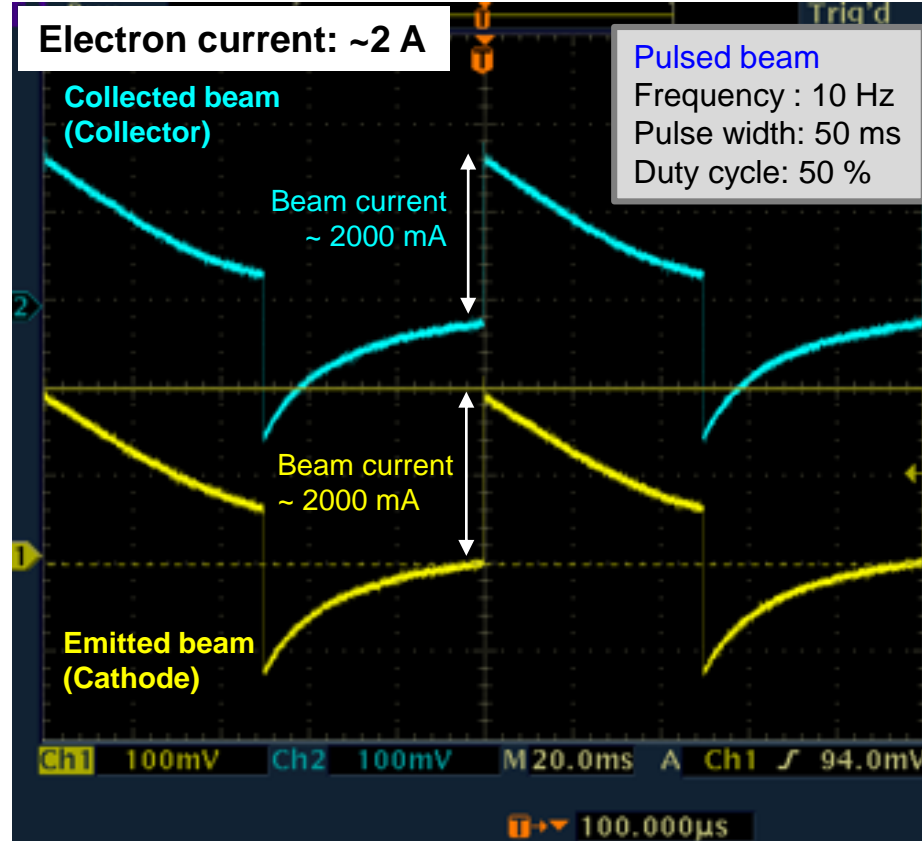 Trig'd
Electron current: ~2 A
Pulsed beam
Frequency : 10 Hz
Pulse width: 50 ms
Duty cycle: 50 %
Collected beam
(Collector)
Beam current
~ 2000 mA
2
Beam current
~ 2000 mA
1
Emitted beam
(Cathode)
Ch1 100mV Ch2 100mV M 20.0ms A Ch1 94.0mV
T 100.000µs